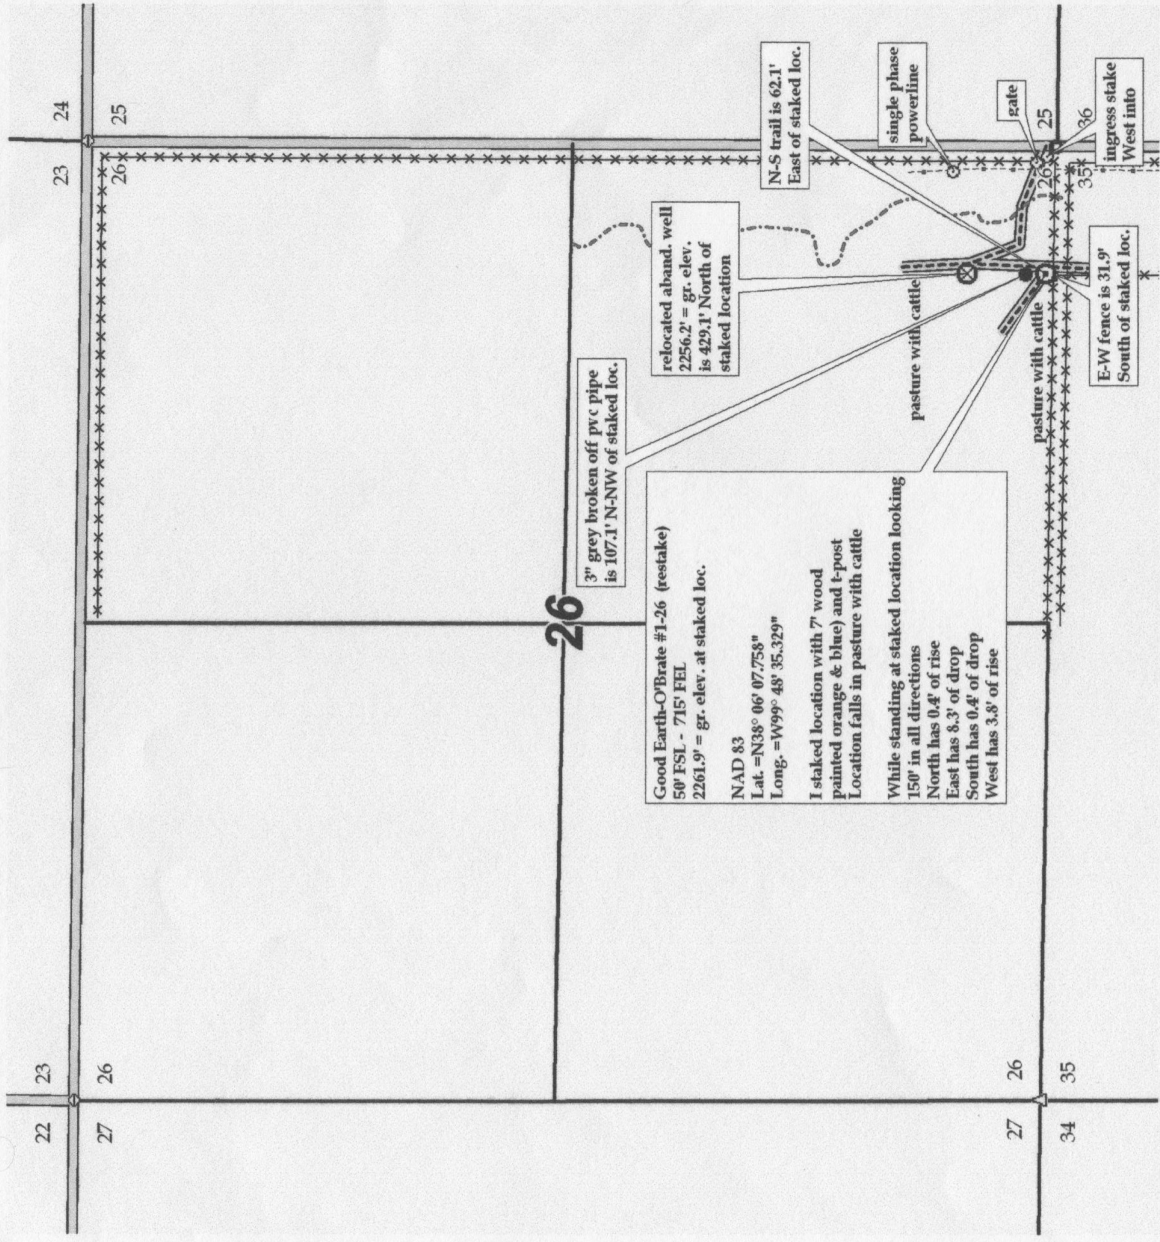 22
23
27
26
23
24
26
25
26
Good Earth-O'Brate #1-26 (restake)
50' FSL - 715' FEL
2261.9' = gr. elev. at staked loc.
NAD 83
Lat. =N38° 06' 07.758"
Long. =W99° 48' 35.329"
I staked location with 7' wood
painted orange & blue) and t-post
Location falls in pasture with cattle
While standing at staked location looking
150' in all directions
North has 0.4' of rise
East has 8.3' of drop
South has 0.4' of drop
West has 3.8' of rise
3" grey broken off pvc pipe
is 107.1' N-NW of staked loc.
relocated aband. well
2256.2' = gr. elev.
is 429.1' North of
staked location
N-S trail is 62.1'
East of staked loc.
single phase
powerline
gate
pasture with cattle
pasture with cattle
E-W fence is 31.9'
South of staked loc.
ingress stake
West into
27
26
34
35
26
25
35
36